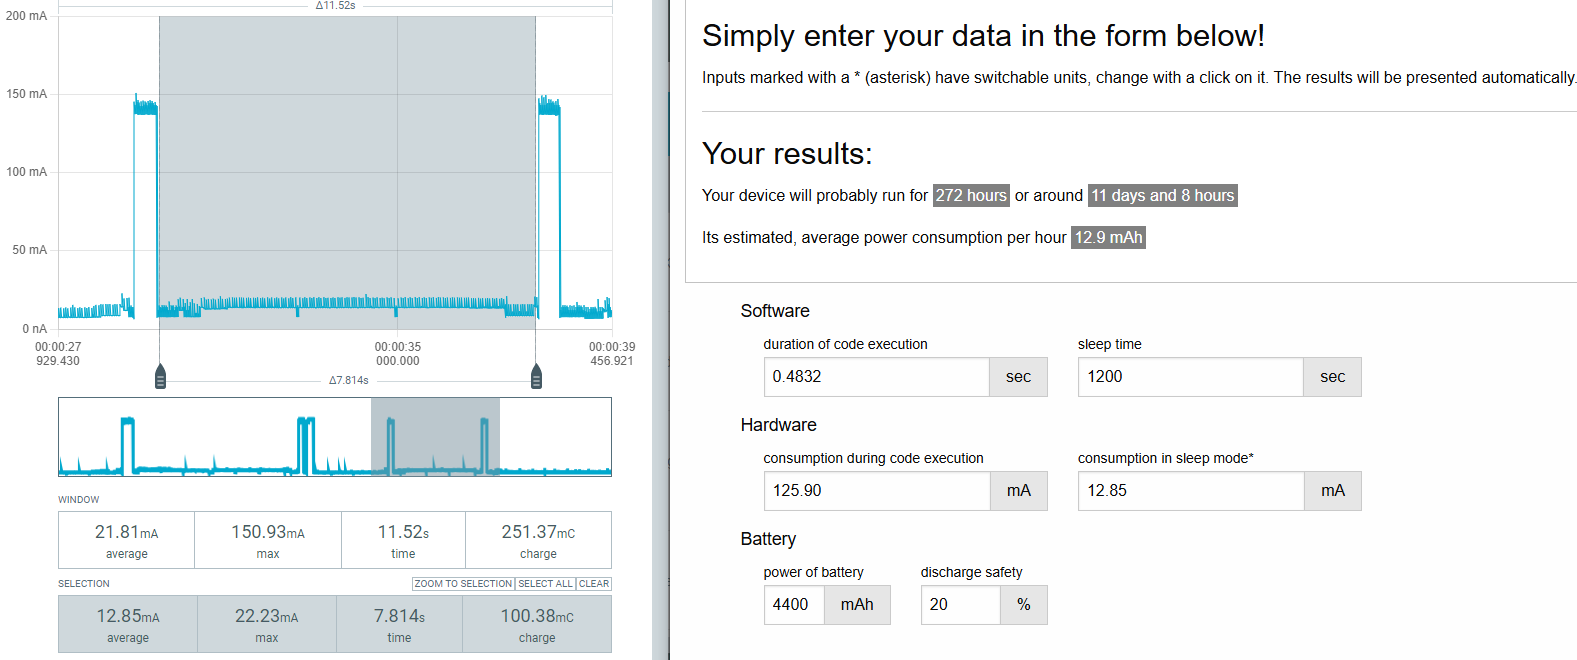 Δ11.52s
200 mA
150 mA
100 mA
50 mA
0 nA
00:00:27
929.430
00:00:35
000.000
00:00:39
456.921
Δ7.814s
WINDOW
21.81mA
average
150.93mA
max
11.52s
time
251.37mC
charge
SELECTION
ZOOM TO SELECTION SELECT ALL CLEAR
12.85mA
average
22.23mA
max
7.814s
time
100.38mC
charge
Simply enter your data in the form below!
Inputs marked with a * (asterisk) have switchable units, change with a click on it. The results will be presented automatically.
Your results:
Your device will probably run for 272 hours or around 11 days and 8 hours
Its estimated, average power consumption per hour 12.9 mAh
Software
duration of code execution
0.4832 sec
sleep time
1200 sec
Hardware
consumption during code execution
125.90 mA
consumption in sleep mode*
12.85 mA
Battery
power of battery
4400 mAh
discharge safety
20 %